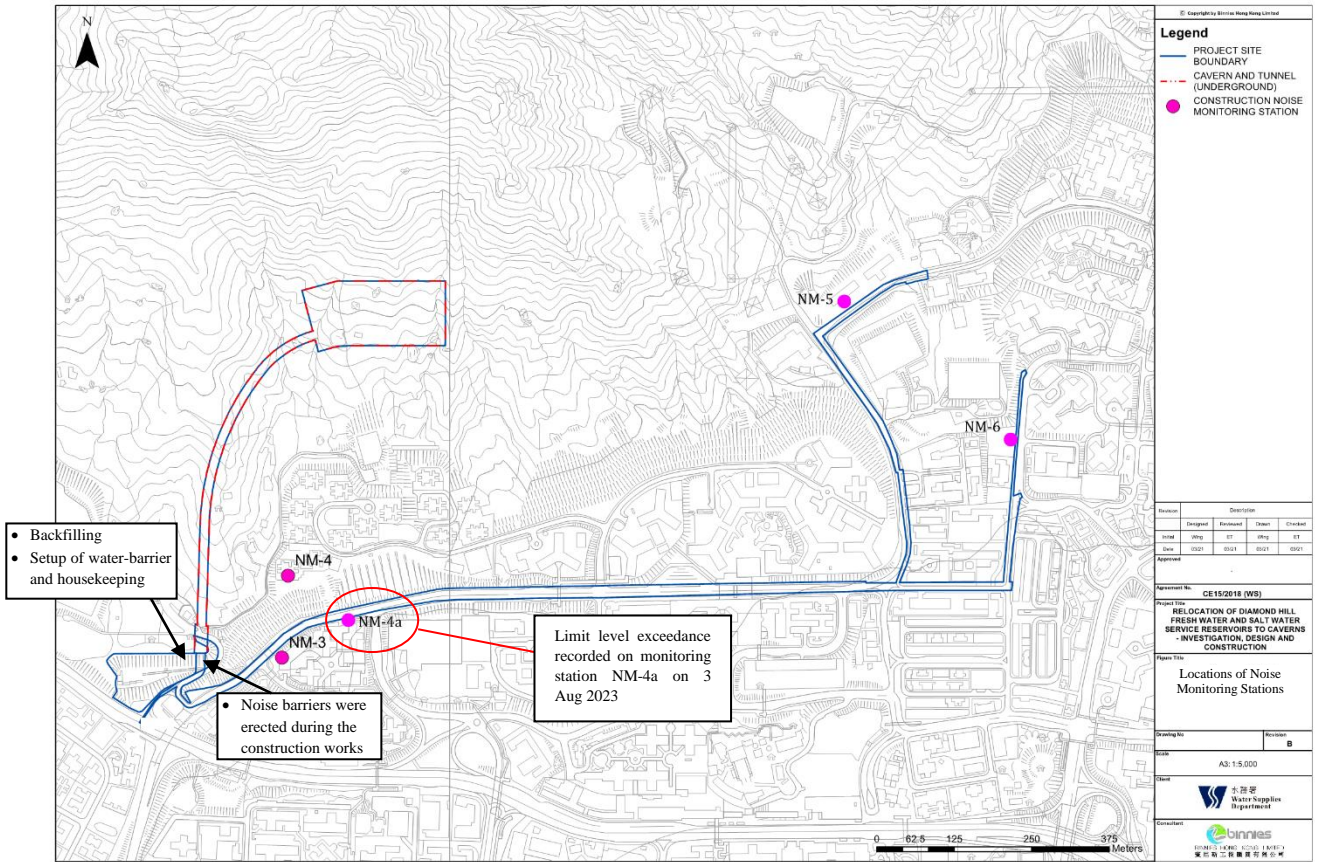 N
NM-5
NM-6
NM-4
NM-4a
NM-3
• Backfilling
• Setup of water-barrier
and housekeeping
• Noise barriers were
erected during the
construction works
Limit level exceedance
recorded on monitoring
station NM-4a on 3
Aug 2023
0 62.5 125 250 375
Meters
© Copyright by Binnies Hong Kong Limited
Legend
PROJECT SITE
BOUNDARY
CAVERN AND TUNNEL
(UNDERGROUND)
CONSTRUCTION NOISE
MONITORING STATION
Revision Description
Designed Reviewed Drawn Checked
Initial Wing ST Wing ST
Date 03/21 03/21 03/21 03/21
Approved
-
Agreement No.
CE15/2018 (WS)
Project Title
RELOCATION OF DIAMOND HILL
FRESH WATER AND SALT WATER
SERVICE RESERVOIRS TO CAVERNS
- INVESTIGATION, DESIGN AND
CONSTRUCTION
Figure Title
Locations of Noise
Monitoring Stations
Drawing No Revision
B
Scale
A3: 1:5,000
Client
水務署
Water Supplies
Department
Consultant
binnies
BINNIES HONG KONG LIMITED